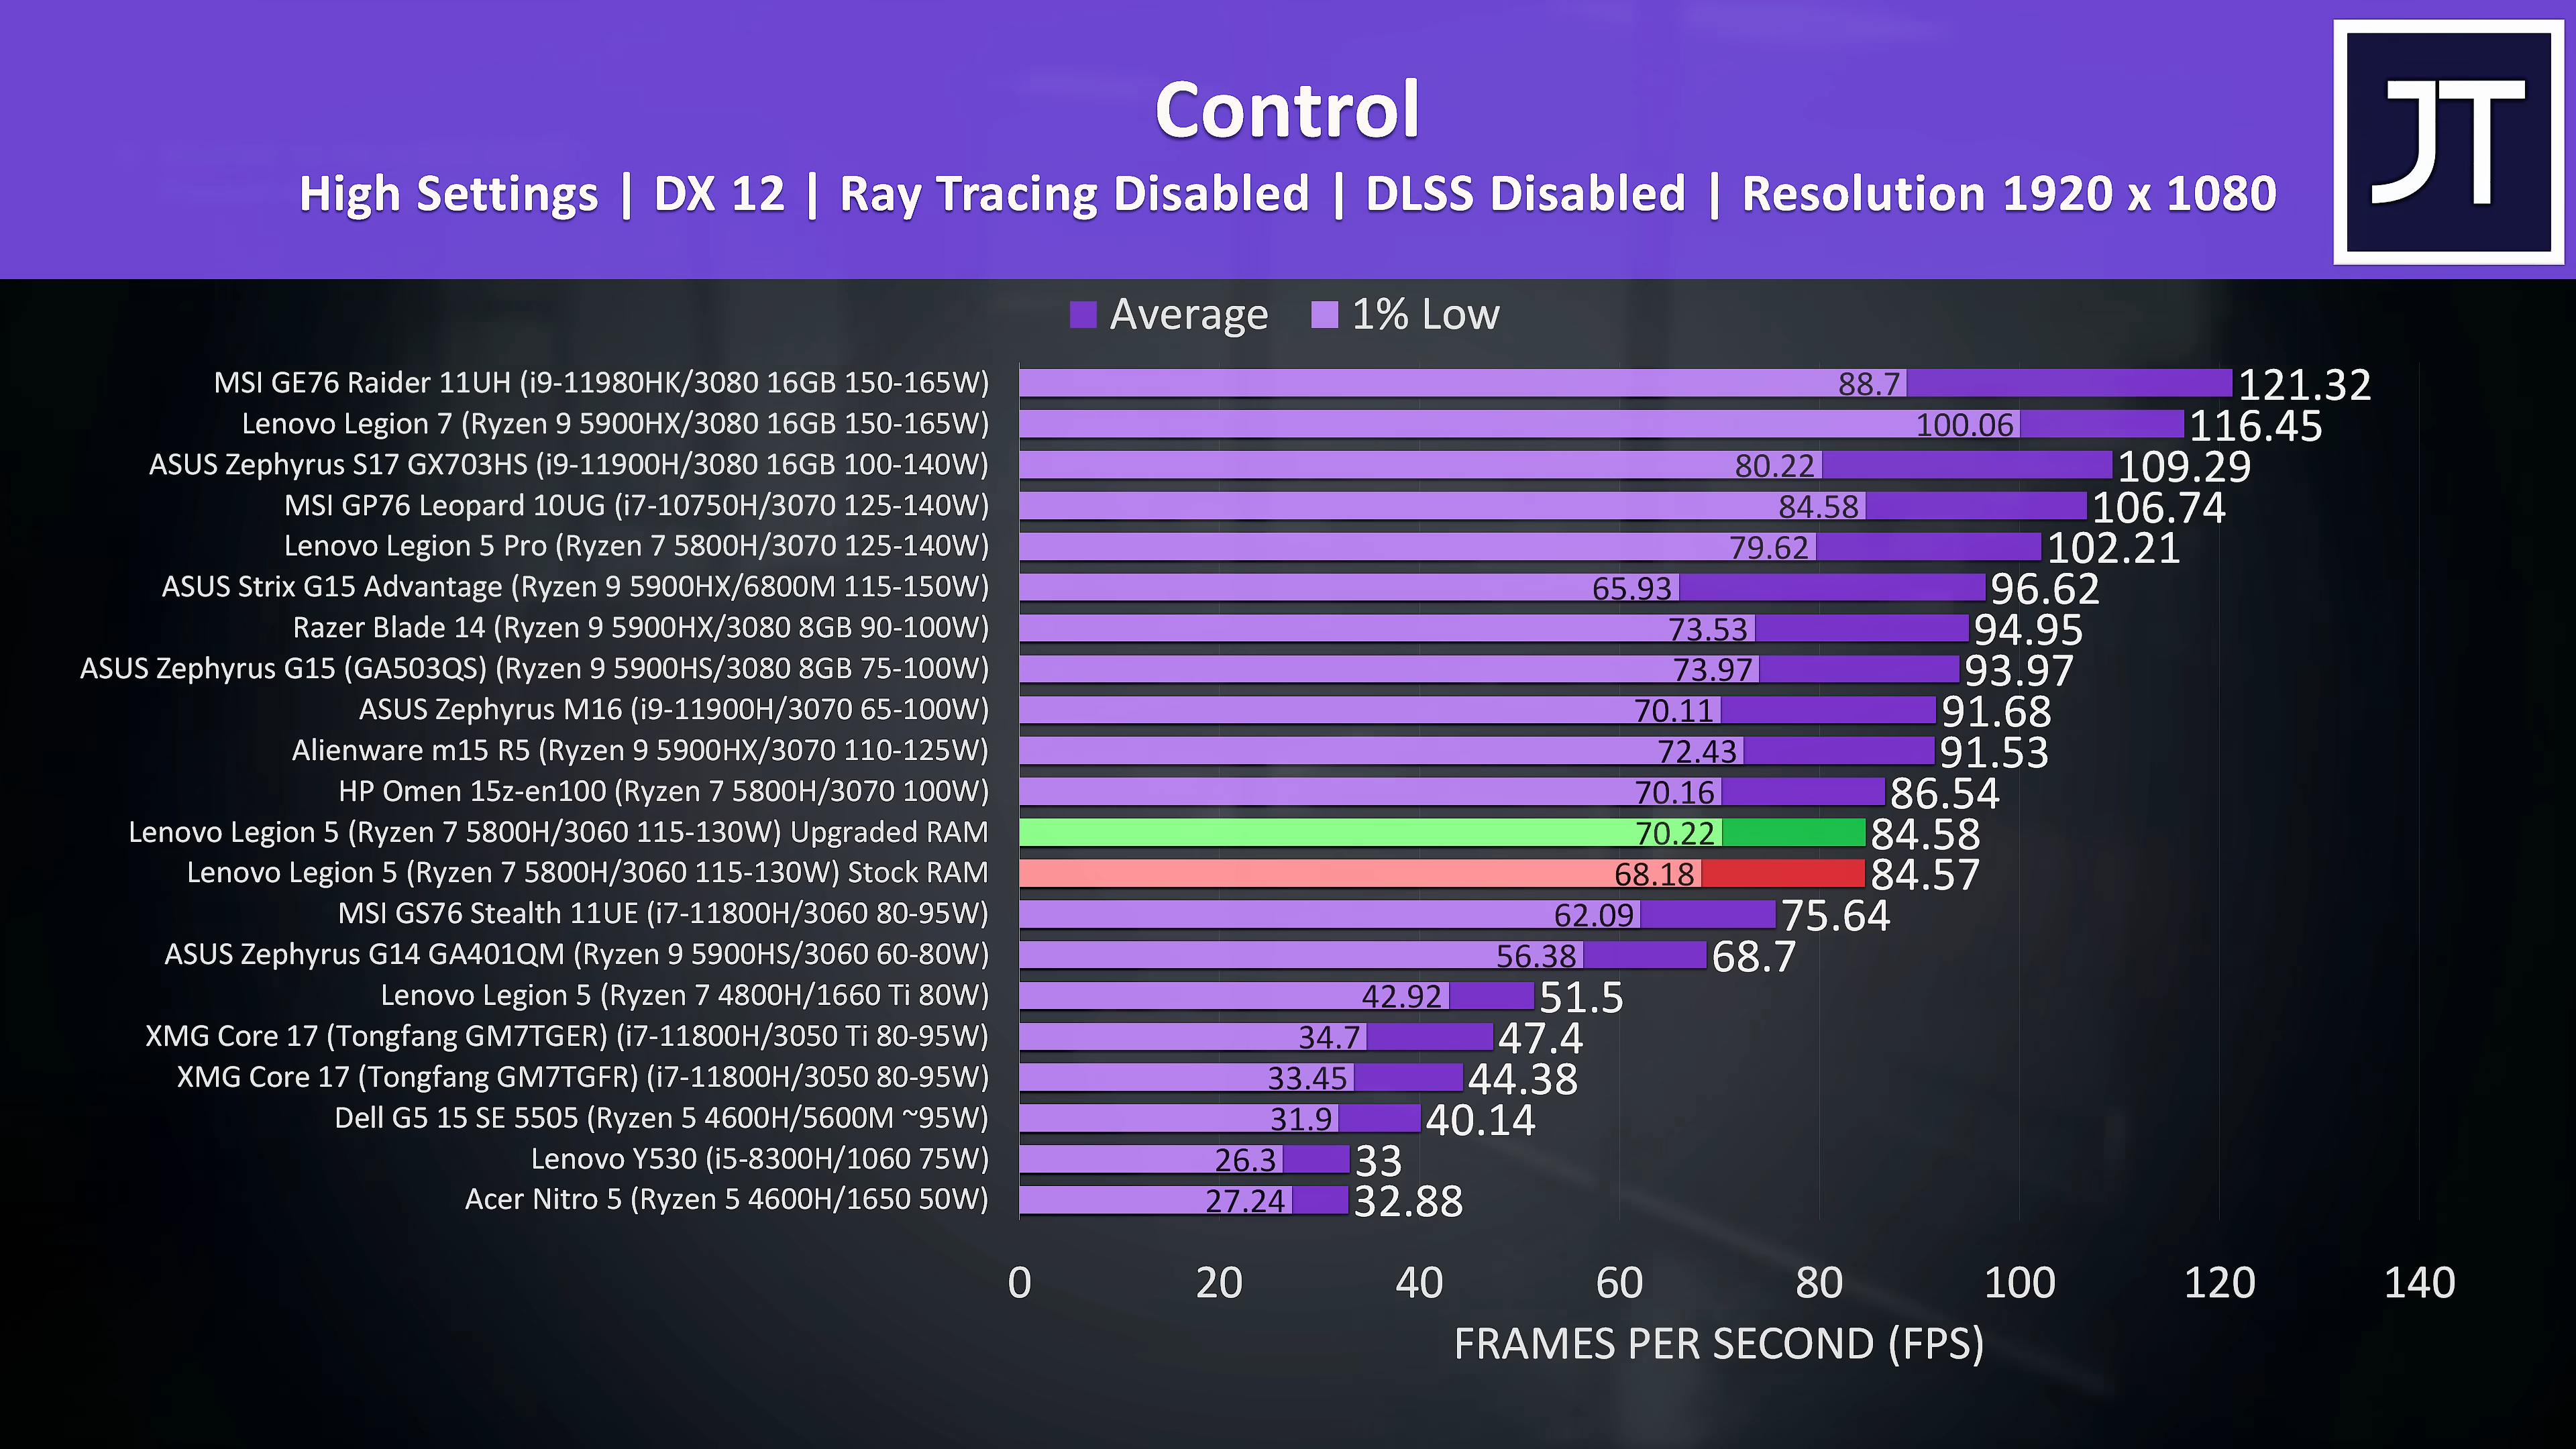 Control
JT
High Settings | DX 12 | Ray Tracing Disabled | DLSS Disabled | Resolution 1920 x 1080
Average 1% Low
MSI GE76 Raider 11UH (i9-11980HK/3080 16GB 150-165W) 88.7 121.32
Lenovo Legion 7 (Ryzen 9 5900HX/3080 16GB 150-165W) 100.06 116.45
ASUS Zephyrus S17 GX703HS (i9-11900H/3080 16GB 100-140W) 80.22 109.29
MSI GP76 Leopard 10UG (i7-10750H/3070 125-140W) 84.58 106.74
Lenovo Legion 5 Pro (Ryzen 7 5800H/3070 125-140W) 79.62 102.21
ASUS Strix G15 Advantage (Ryzen 9 5900HX/6800M 115-150W) 65.93 96.62
Razer Blade 14 (Ryzen 9 5900HX/3080 8GB 90-100W) 73.53 94.95
ASUS Zephyrus G15 (GA503QS) (Ryzen 9 5900HS/3080 8GB 75-100W) 73.97 93.97
ASUS Zephyrus M16 (i9-11900H/3070 65-100W) 70.11 91.68
Alienware m15 R5 (Ryzen 9 5900HX/3070 110-125W) 72.43 91.53
HP Omen 15z-en100 (Ryzen 7 5800H/3070 100W) 70.16 86.54
Lenovo Legion 5 (Ryzen 7 5800H/3060 115-130W) Upgraded RAM 70.22 84.58
Lenovo Legion 5 (Ryzen 7 5800H/3060 115-130W) Stock RAM 68.18 84.57
MSI GS76 Stealth 11UE (i7-11800H/3060 80-95W) 62.09 75.64
ASUS Zephyrus G14 GA401QM (Ryzen 9 5900HS/3060 60-80W) 56.38 68.7
Lenovo Legion 5 (Ryzen 7 4800H/1660 Ti 80W) 42.92 51.5
XMG Core 17 (Tongfang GM7TGER) (i7-11800H/3050 Ti 80-95W) 34.7 47.4
XMG Core 17 (Tongfang GM7TGFR) (i7-11800H/3050 80-95W) 33.45 44.38
Dell G5 15 SE 5505 (Ryzen 5 4600H/5600M ~95W) 31.9 40.14
Lenovo Y530 (i5-8300H/1060 75W) 26.3 33
Acer Nitro 5 (Ryzen 5 4600H/1650 50W) 27.24 32.88
0 20 40 60 80 100 120 140
FRAMES PER SECOND (FPS)